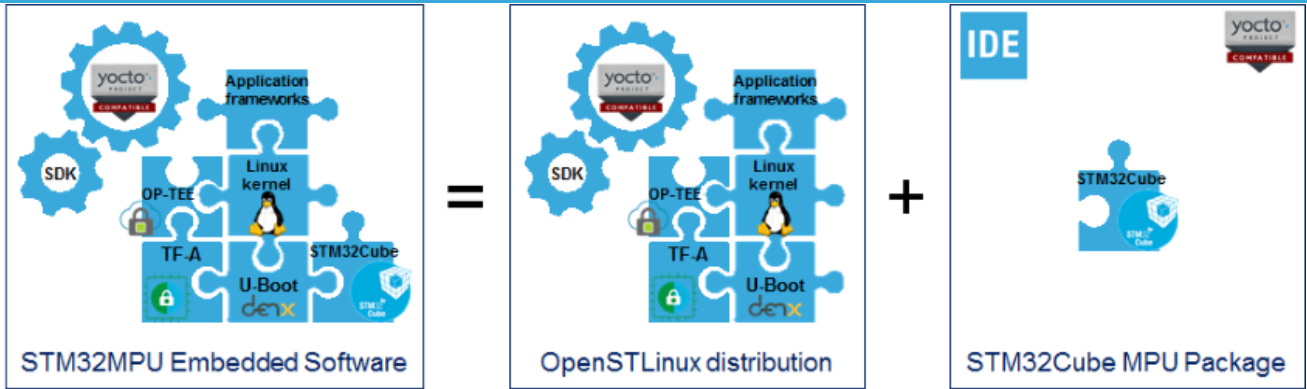 yocto
PROJECT
COMPATIBLE
SDK
Application
frameworks
OP-TEE
Linux
kernel
TF-A
U-Boot
denx
STM32Cube
STM32
Cube
STM32MPU Embedded Software
=
yocto
PROJECT
COMPATIBLE
SDK
Application
frameworks
OP-TEE
Linux
kernel
TF-A
U-Boot
denx
OpenSTLinux distribution
+
IDE
yocto
PROJECT
COMPATIBLE
STM32Cube
STM32
Cube
STM32Cube MPU Package